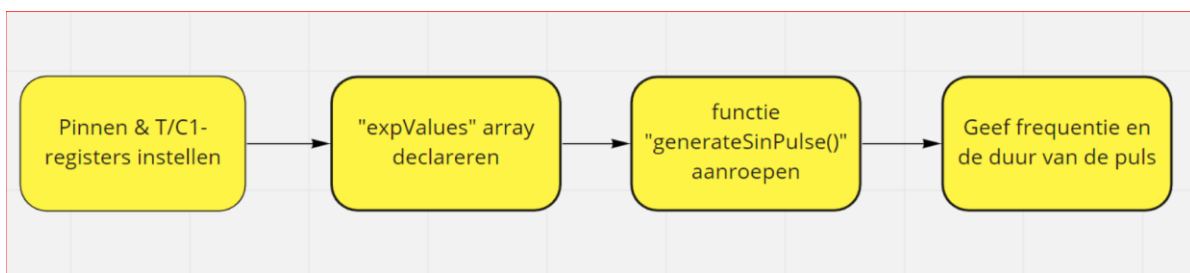 Pinnen & T/C1-
registers instellen
"expValues" array
declareren
functie
"generateSinPulse()"
aanroepen
Geef frequentie en
de duur van de puls